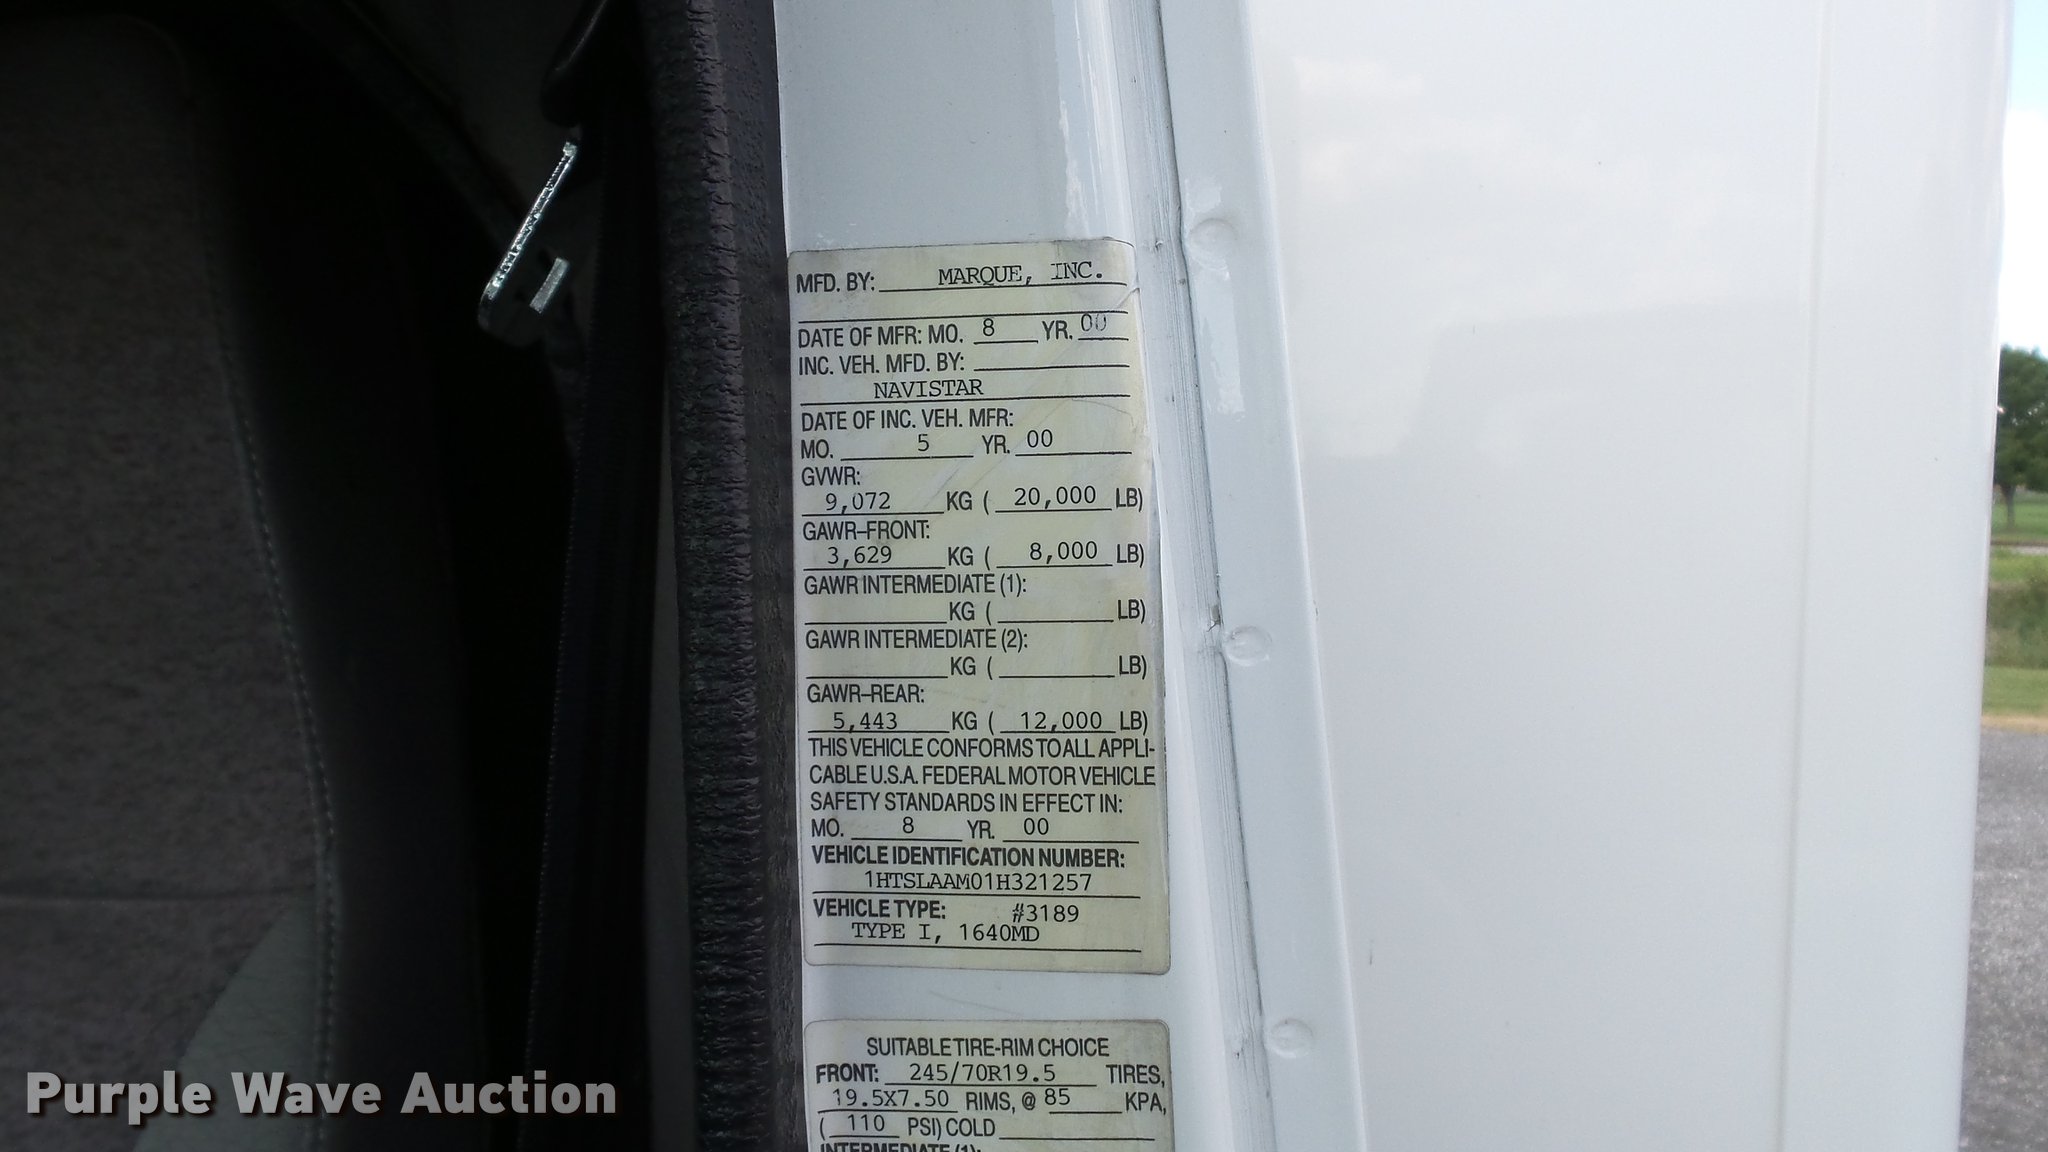 MFD. BY: MARQUE, INC.
DATE OF MFR: MO. 8 YR. 00
INC. VEH. MFD. BY:
NAVISTAR
DATE OF INC. VEH. MFR:
MO. 5 YR. 00
GVWR:
9,072 KG ( 20,000 LB)
GAWR-FRONT:
3,629 KG ( 8,000 LB)
GAWR INTERMEDIATE (1):
KG ( LB)
GAWR INTERMEDIATE (2):
KG ( LB)
GAWR-REAR:
5,443 KG ( 12,000 LB)
THIS VEHICLE CONFORMS TO ALL APPLI-
CABLE U.S.A. FEDERAL MOTOR VEHICLE
SAFETY STANDARDS IN EFFECT IN:
MO. 8 YR. 00
VEHICLE IDENTIFICATION NUMBER:
1HTSLAAM01H321257
VEHICLE TYPE: #3189
TYPE I, 1640MD
SUITABLE TIRE-RIM CHOICE
FRONT: 245/70R19.5 TIRES,
19.5X7.50 RIMS, @ 85 KPA,
( 110 PSI) COLD
INTERMEDIATE (1):
Purple Wave Auction